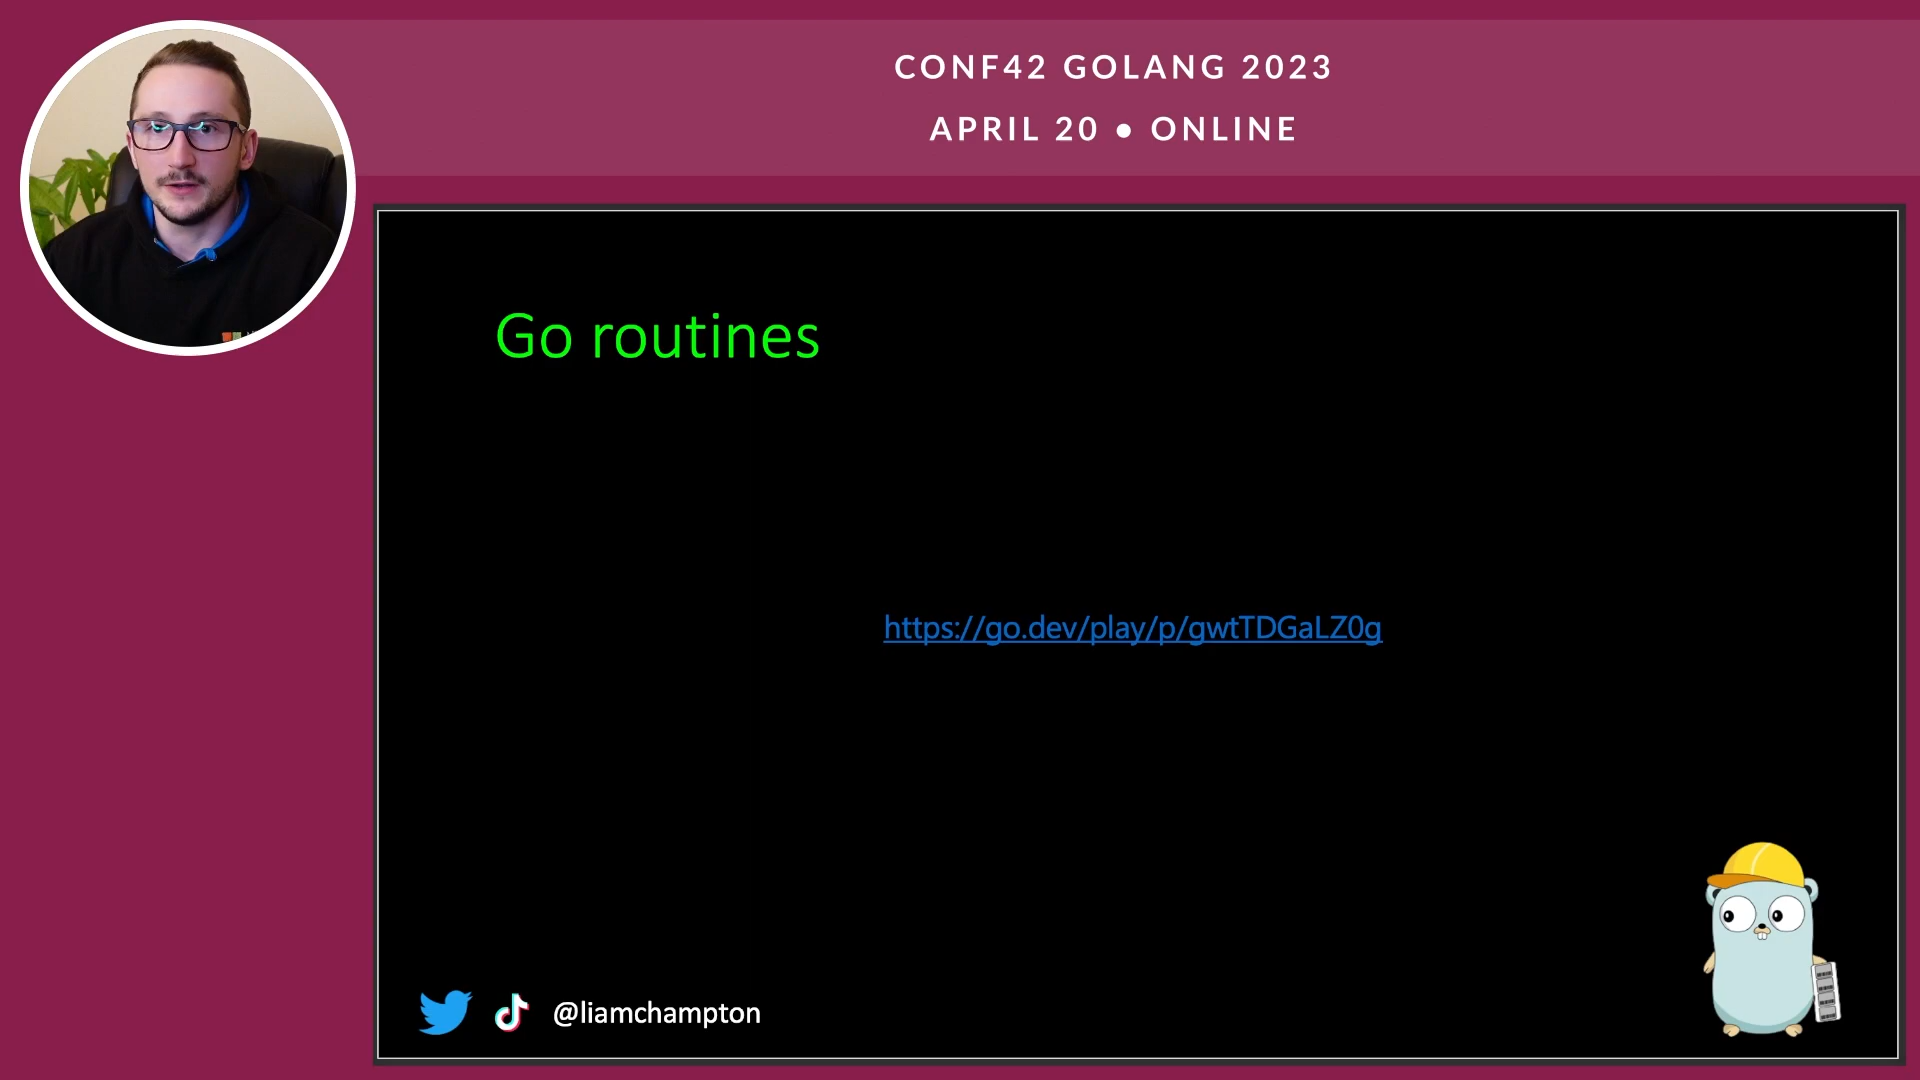 CONF42 GOLANG 2023
APRIL 20 ● ONLINE
Go routines
https://go.dev/play/p/gwtTDGaLZ0g
@liamchampton